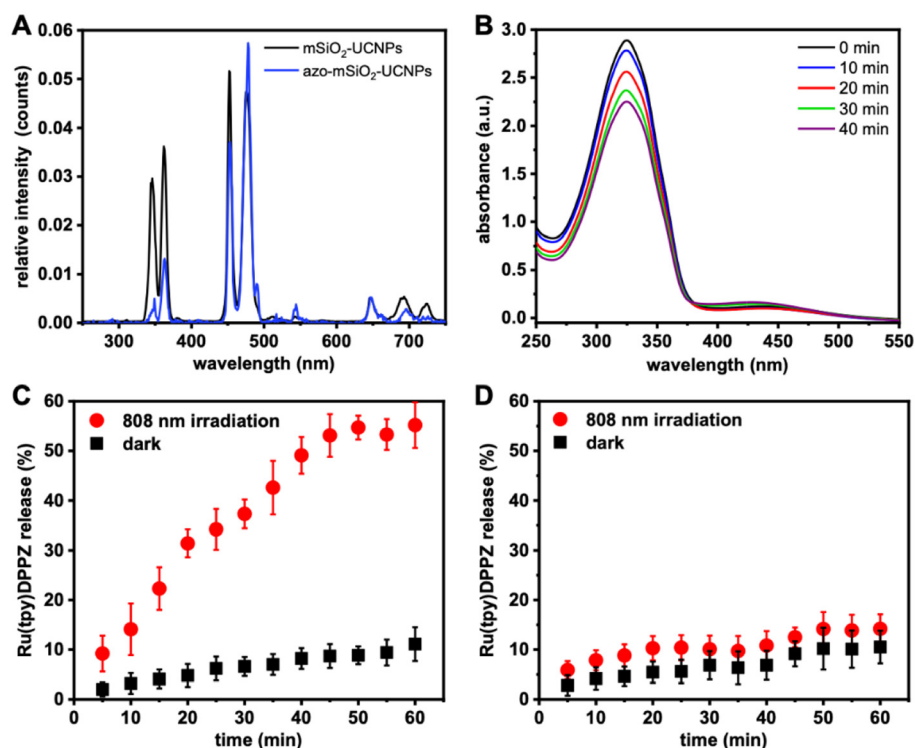 A
relative intensity (counts)
0.06
0.05
0.04
0.03
0.02
0.01
0.00
mSiO₂-UCNPs
azo-mSiO₂-UCNPs
300 400 500 600 700
wavelength (nm)
B
absorbance (a.u.)
3.0
2.5
2.0
1.5
1.0
0.5
0.0
0 min
10 min
20 min
30 min
40 min
250 300 350 400 450 500 550
wavelength (nm)
C
Ru(tpy)DPPZ release (%)
60
50
40
30
20
10
0
808 nm irradiation
dark
0 10 20 30 40 50 60
time (min)
D
Ru(tpy)DPPZ release (%)
60
50
40
30
20
10
0
808 nm irradiation
dark
0 10 20 30 40 50 60
time (min)